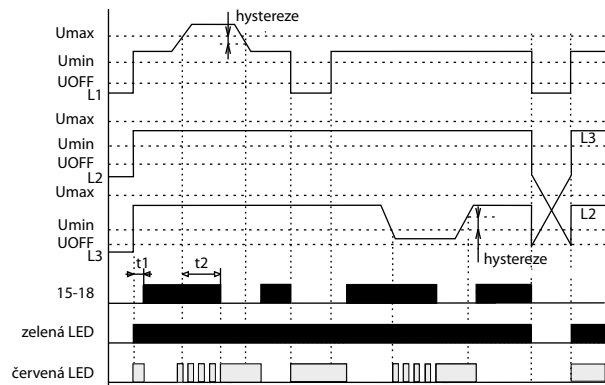 hystereze
Umax
Umin
UOFF
L1
Umax
Umin
UOFF
L2
L3
Umax
Umin
UOFF
L3
L2
hystereze
t1
t2
15-18
zelená LED
červená LED